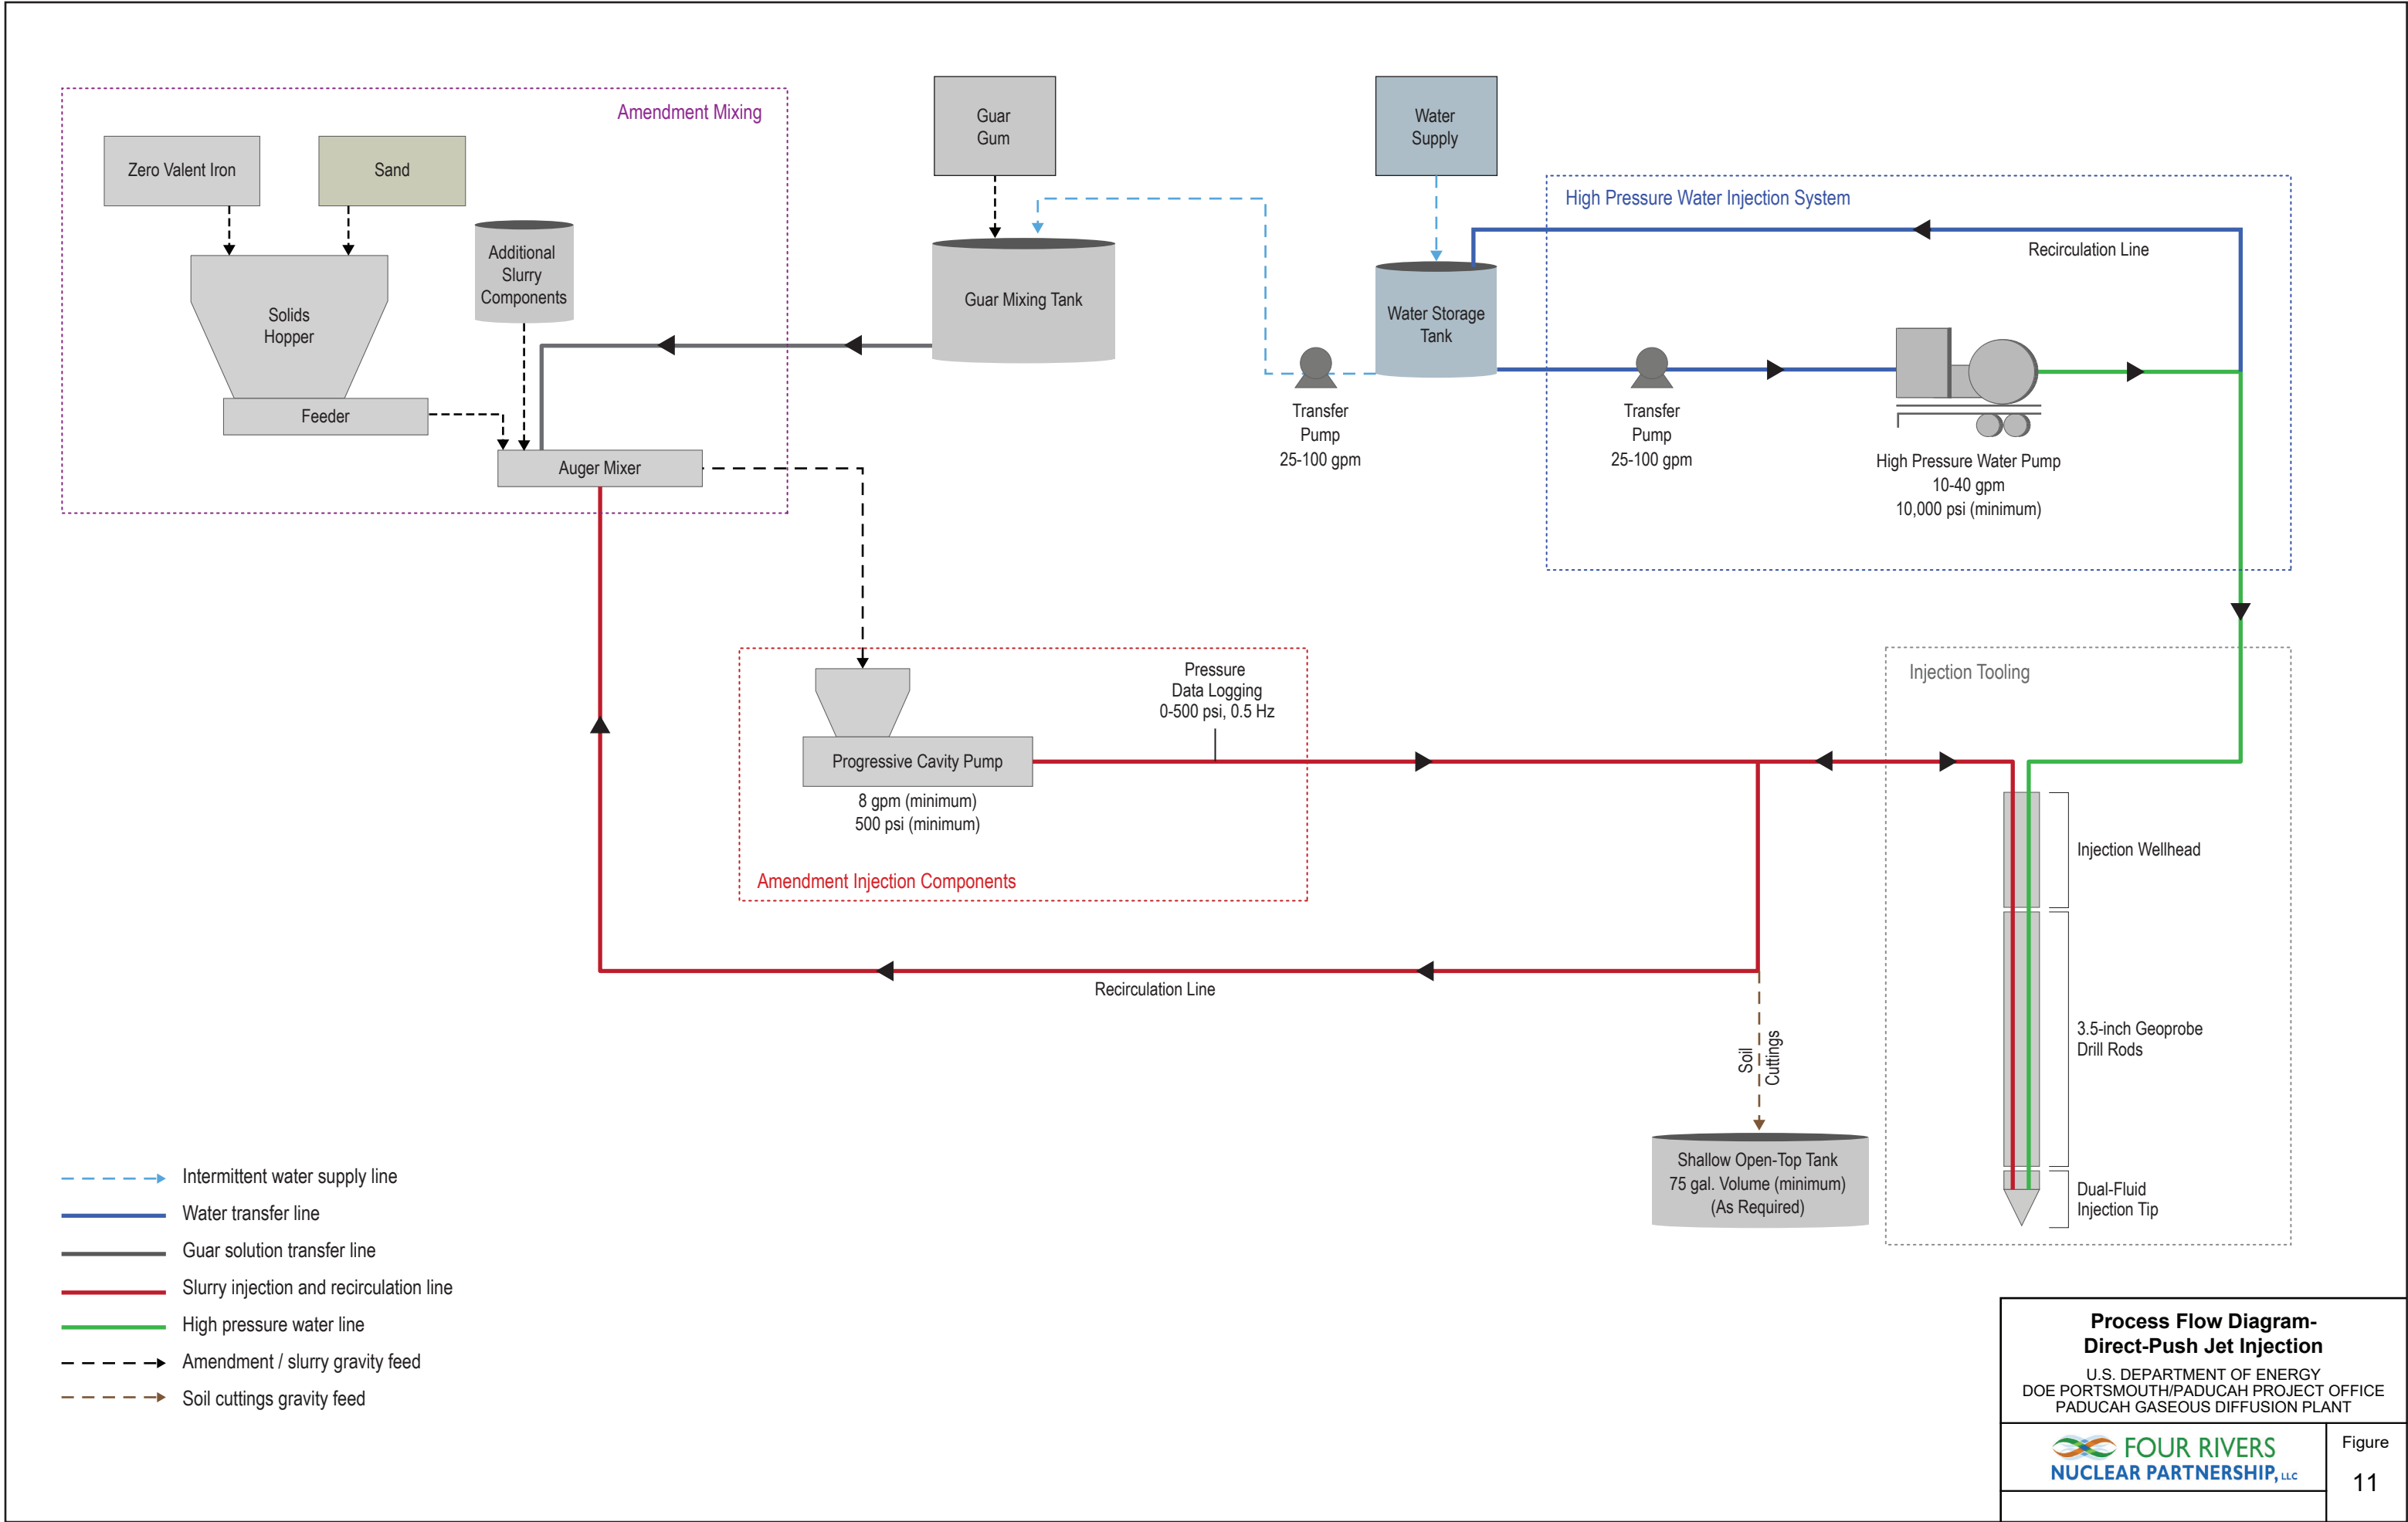 Amendment Mixing
Zero Valent Iron
Sand
Additional
Slurry
Components
Solids
Hopper
Feeder
Auger Mixer
Guar
Gum
Guar Mixing Tank
Water
Supply
Water Storage
Tank
Transfer
Pump
25-100 gpm
High Pressure Water Injection System
Recirculation Line
Transfer
Pump
25-100 gpm
High Pressure Water Pump
10-40 gpm
10,000 psi (minimum)
Pressure
Data Logging
0-500 psi, 0.5 Hz
Progressive Cavity Pump
8 gpm (minimum)
500 psi (minimum)
Amendment Injection Components
Recirculation Line
Injection Tooling
Injection Wellhead
3.5-inch Geoprobe
Drill Rods
Dual-Fluid
Injection Tip
Soil
Cuttings
Shallow Open-Top Tank
75 gal. Volume (minimum)
(As Required)
Intermittent water supply line
Water transfer line
Guar solution transfer line
Slurry injection and recirculation line
High pressure water line
Amendment / slurry gravity feed
Soil cuttings gravity feed
Process Flow Diagram-
Direct-Push Jet Injection
U.S. DEPARTMENT OF ENERGY
DOE PORTSMOUTH/PADUCAH PROJECT OFFICE
PADUCAH GASEOUS DIFFUSION PLANT
FOUR RIVERS
NUCLEAR PARTNERSHIP, LLC
Figure
11